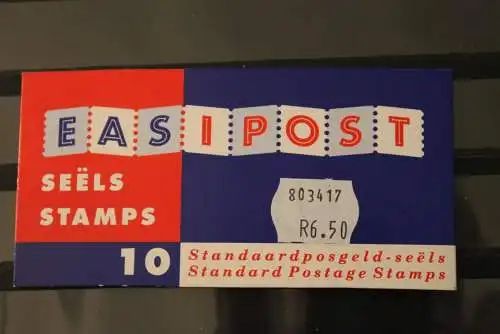 EASIPOST
SEËLS
STAMPS
803417
R6.50
10
Standaardposgeld-seëls
Standard Postage Stamps